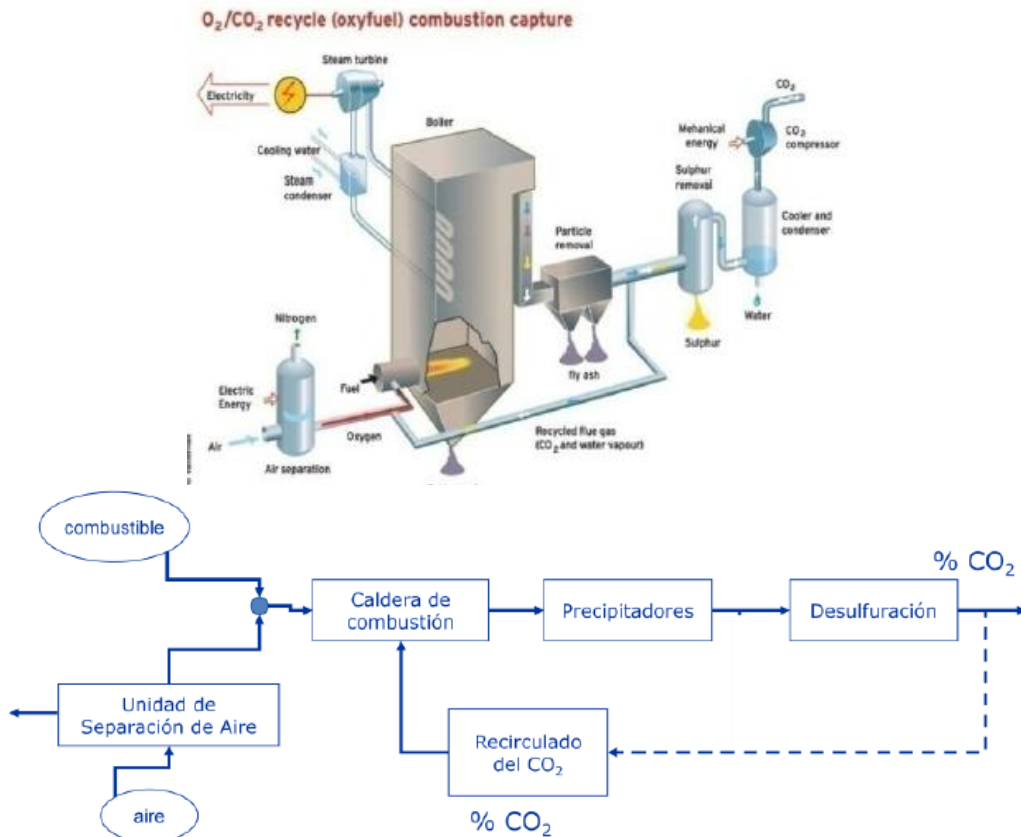 O₂/CO₂ recycle (oxyfuel) combustion capture
Steam turbine
Electricity
Boiler
Cooling water
Steam
condenser
CO₂
Mehanical
energy
CO₂
compressor
Sulphur
removal
Cooler and
condenser
Particle
removal
Nitrogen
Electric
Energy
Fuel
Air
Oxygen
Air separation
fly ash
Recycled flue gas
(CO₂ and water vapour)
Sulphur
Water
combustible
% CO₂
Caldera de
combustión
Precipitadores
Desulfuración
Unidad de
Separación de Aire
Recirculado
del CO₂
aire
% CO₂